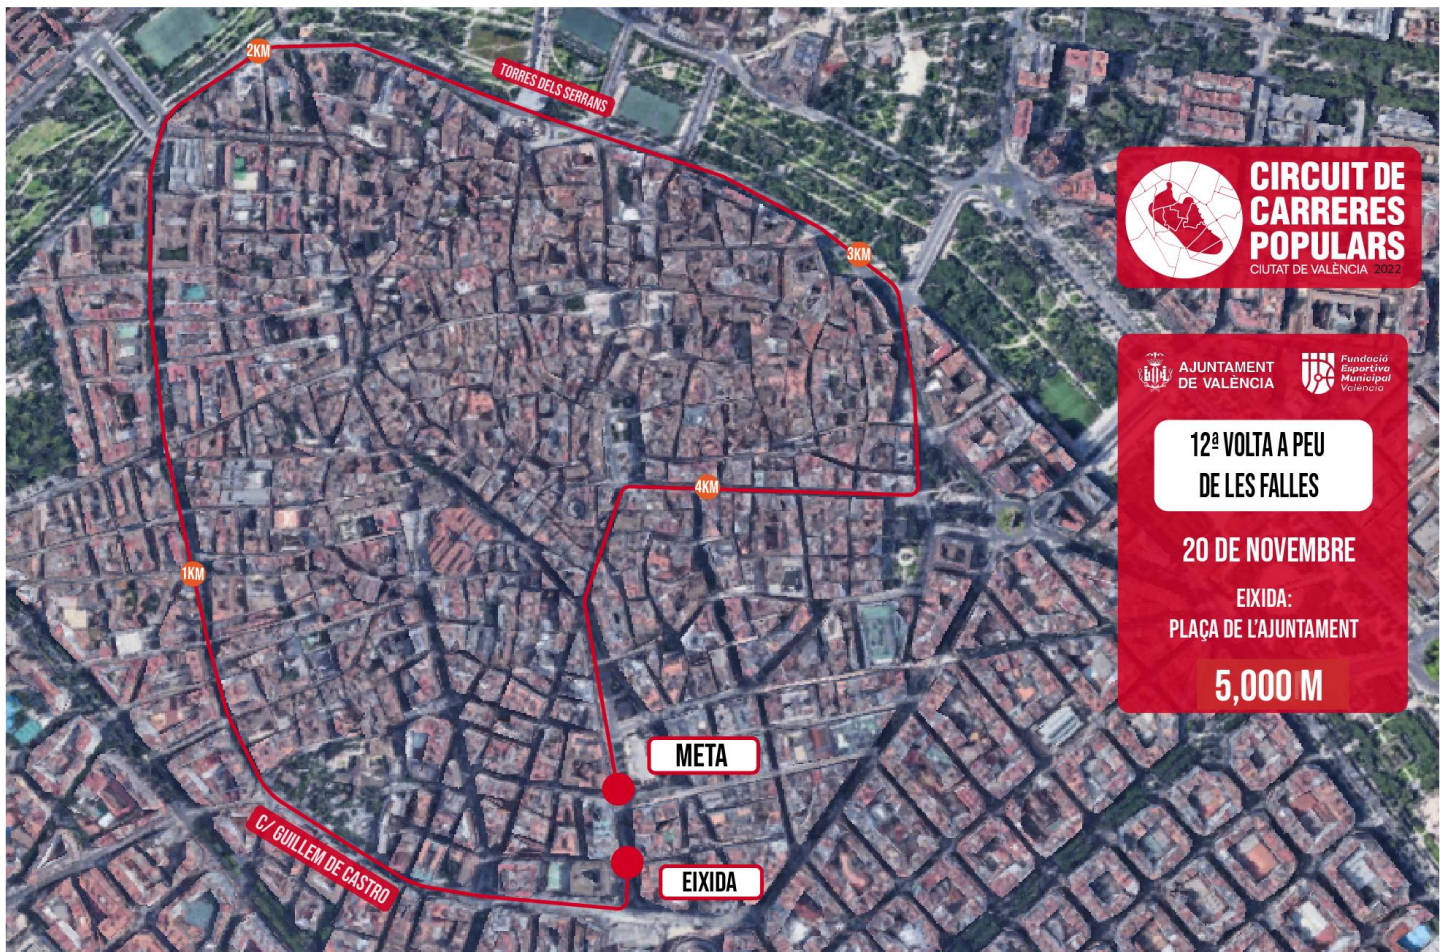 2KM
TORRES DELS SERRANS
3KM
CIRCUIT DE
CARRERES
POPULARS
CIUTAT DE VALÈNCIA 2022
AJUNTAMENT
DE VALÈNCIA
Fundació
Esportiva
Municipal
València
12ª VOLTA A PEU
DE LES FALLES
4KM
20 DE NOVEMBRE
1KM
EIXIDA:
PLAÇA DE L'AJUNTAMENT
5,000 M
META
C/ GUILLEM DE CASTRO
EIXIDA